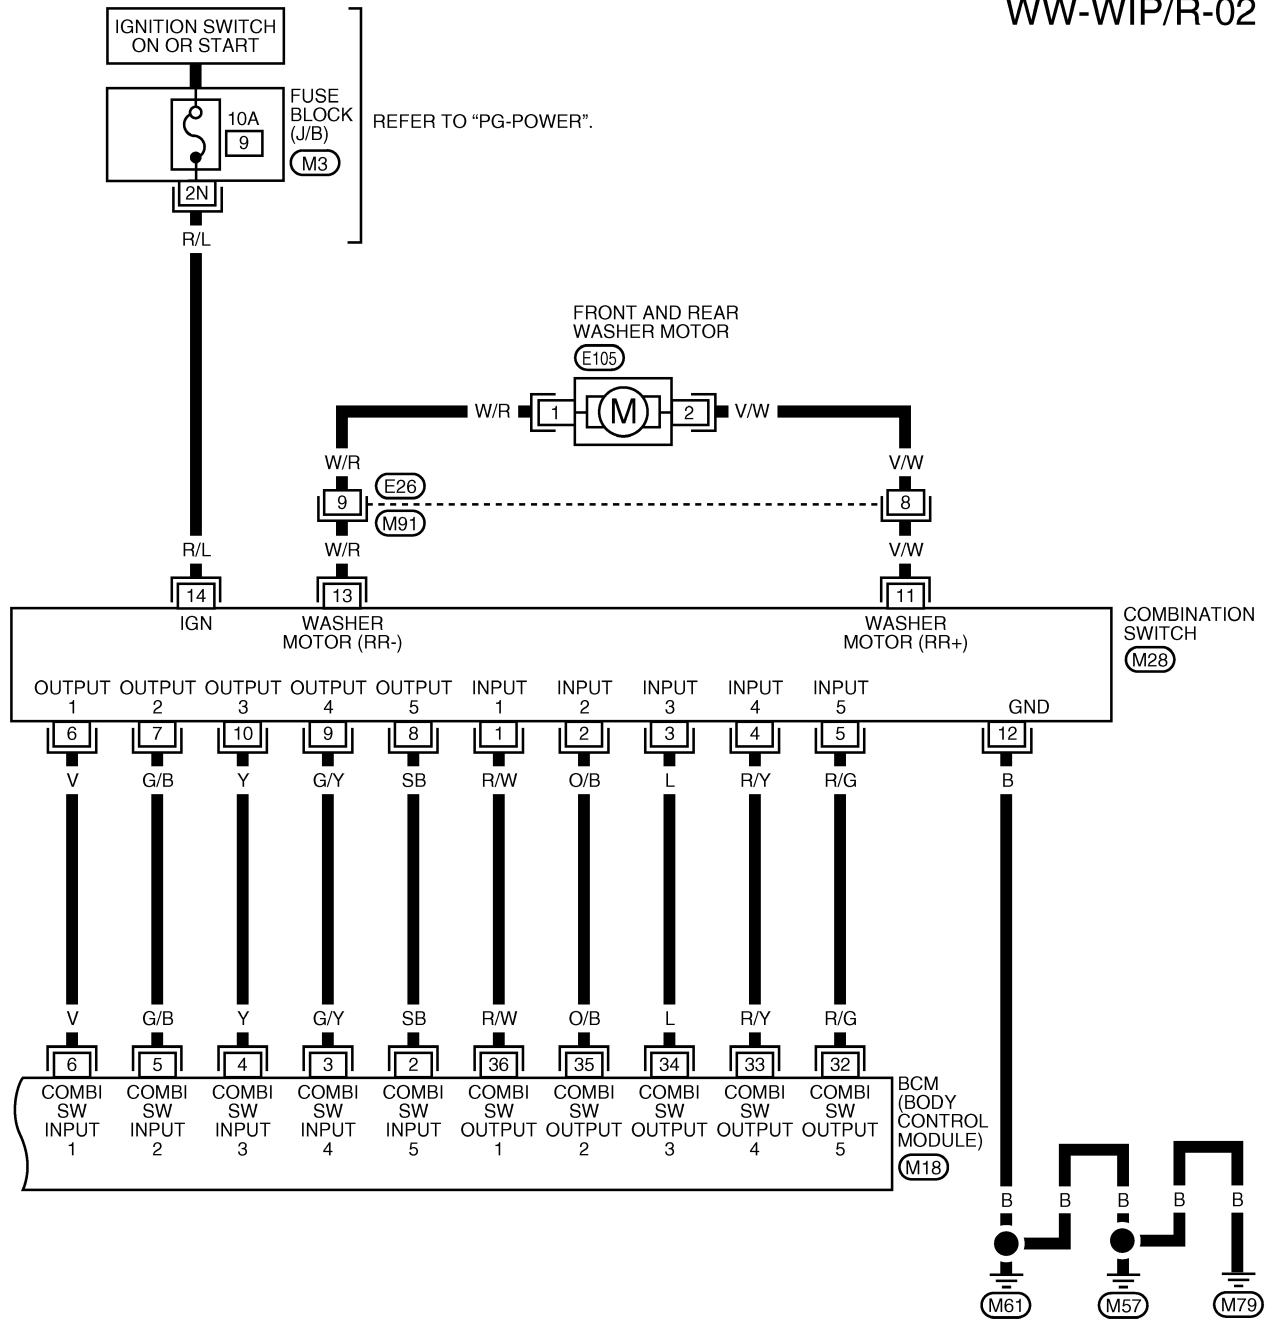 WW-WIP/R-02
IGNITION SWITCH
ON OR START
FUSE
BLOCK
(J/B)
M3
10A
9
REFER TO “PG-POWER”.
2N
R/L
FRONT AND REAR
WASHER MOTOR
E105
W/R 1 M 2 V/W
W/R V/W
9 E26 8
M91
R/L W/R V/W
14 13 11
IGN WASHER WASHER
MOTOR (RR-) MOTOR (RR+)
COMBINATION
SWITCH
M28
OUTPUT OUTPUT OUTPUT OUTPUT OUTPUT INPUT INPUT INPUT INPUT INPUT
1 2 3 4 5 1 2 3 4 5 GND
6 7 10 9 8 1 2 3 4 5 12
V G/B Y G/Y SB R/W O/B L R/Y R/G B
V G/B Y G/Y SB R/W O/B L R/Y R/G
6 5 4 3 2 36 35 34 33 32
COMBI COMBI COMBI COMBI COMBI COMBI COMBI COMBI COMBI COMBI
SW SW SW SW SW SW SW SW SW SW
INPUT INPUT INPUT INPUT INPUT OUTPUT OUTPUT OUTPUT OUTPUT OUTPUT
1 2 3 4 5 1 2 3 4 5
BCM
(BODY
CONTROL
MODULE)
M18
B B B B B
M61 M57 M79